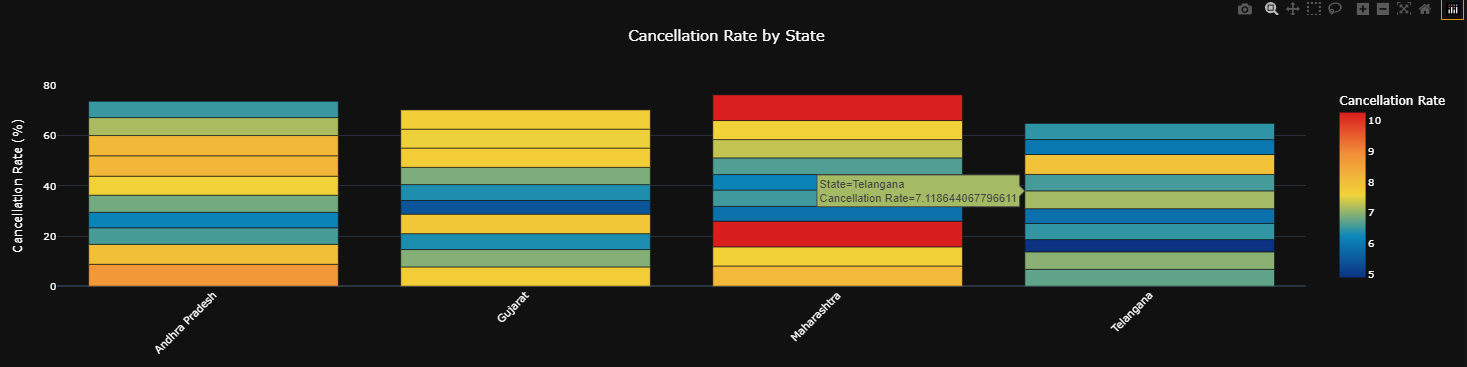 Cancellation Rate by State
Cancellation Rate (%)
80
60
40
20
0
State=Telangana
Cancellation Rate=7.118644067796611
Andhra Pradesh
Gujarat
Maharashtra
Telangana
Cancellation Rate
10
9
8
7
6
5